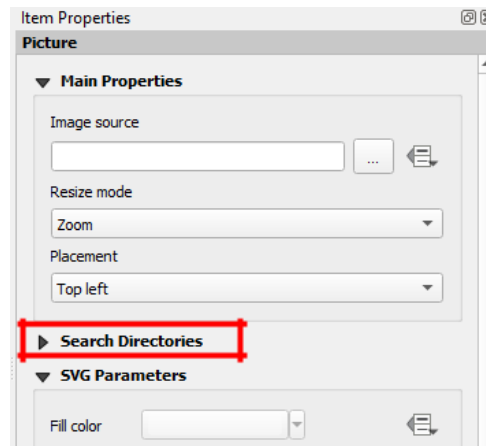 Item Properties
Picture
Main Properties
Image source
...
Resize mode
Zoom
Placement
Top left
Search Directories
SVG Parameters
Fill color